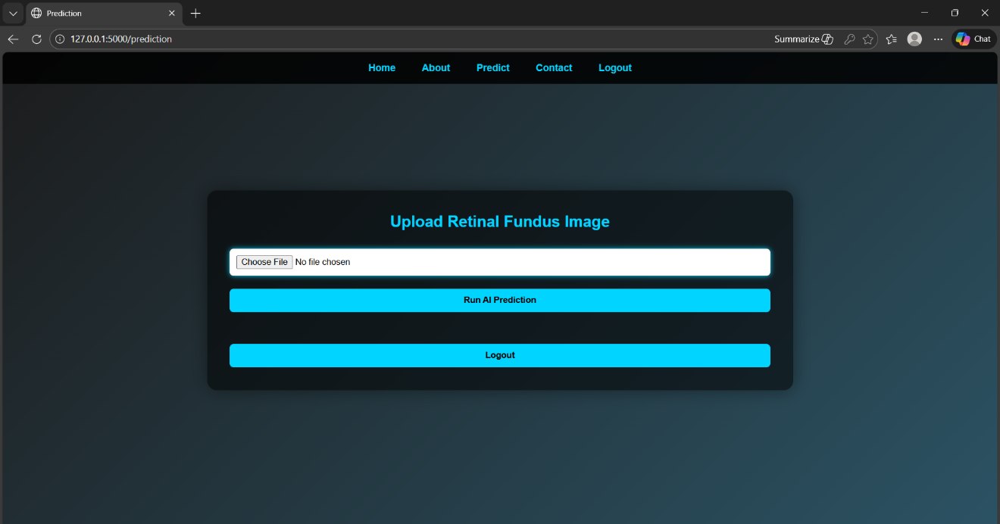 Prediction
127.0.0.1:5000/prediction Summarize Chat
Home About Predict Contact Logout
Upload Retinal Fundus Image
Choose File No file chosen
Run AI Prediction
Logout